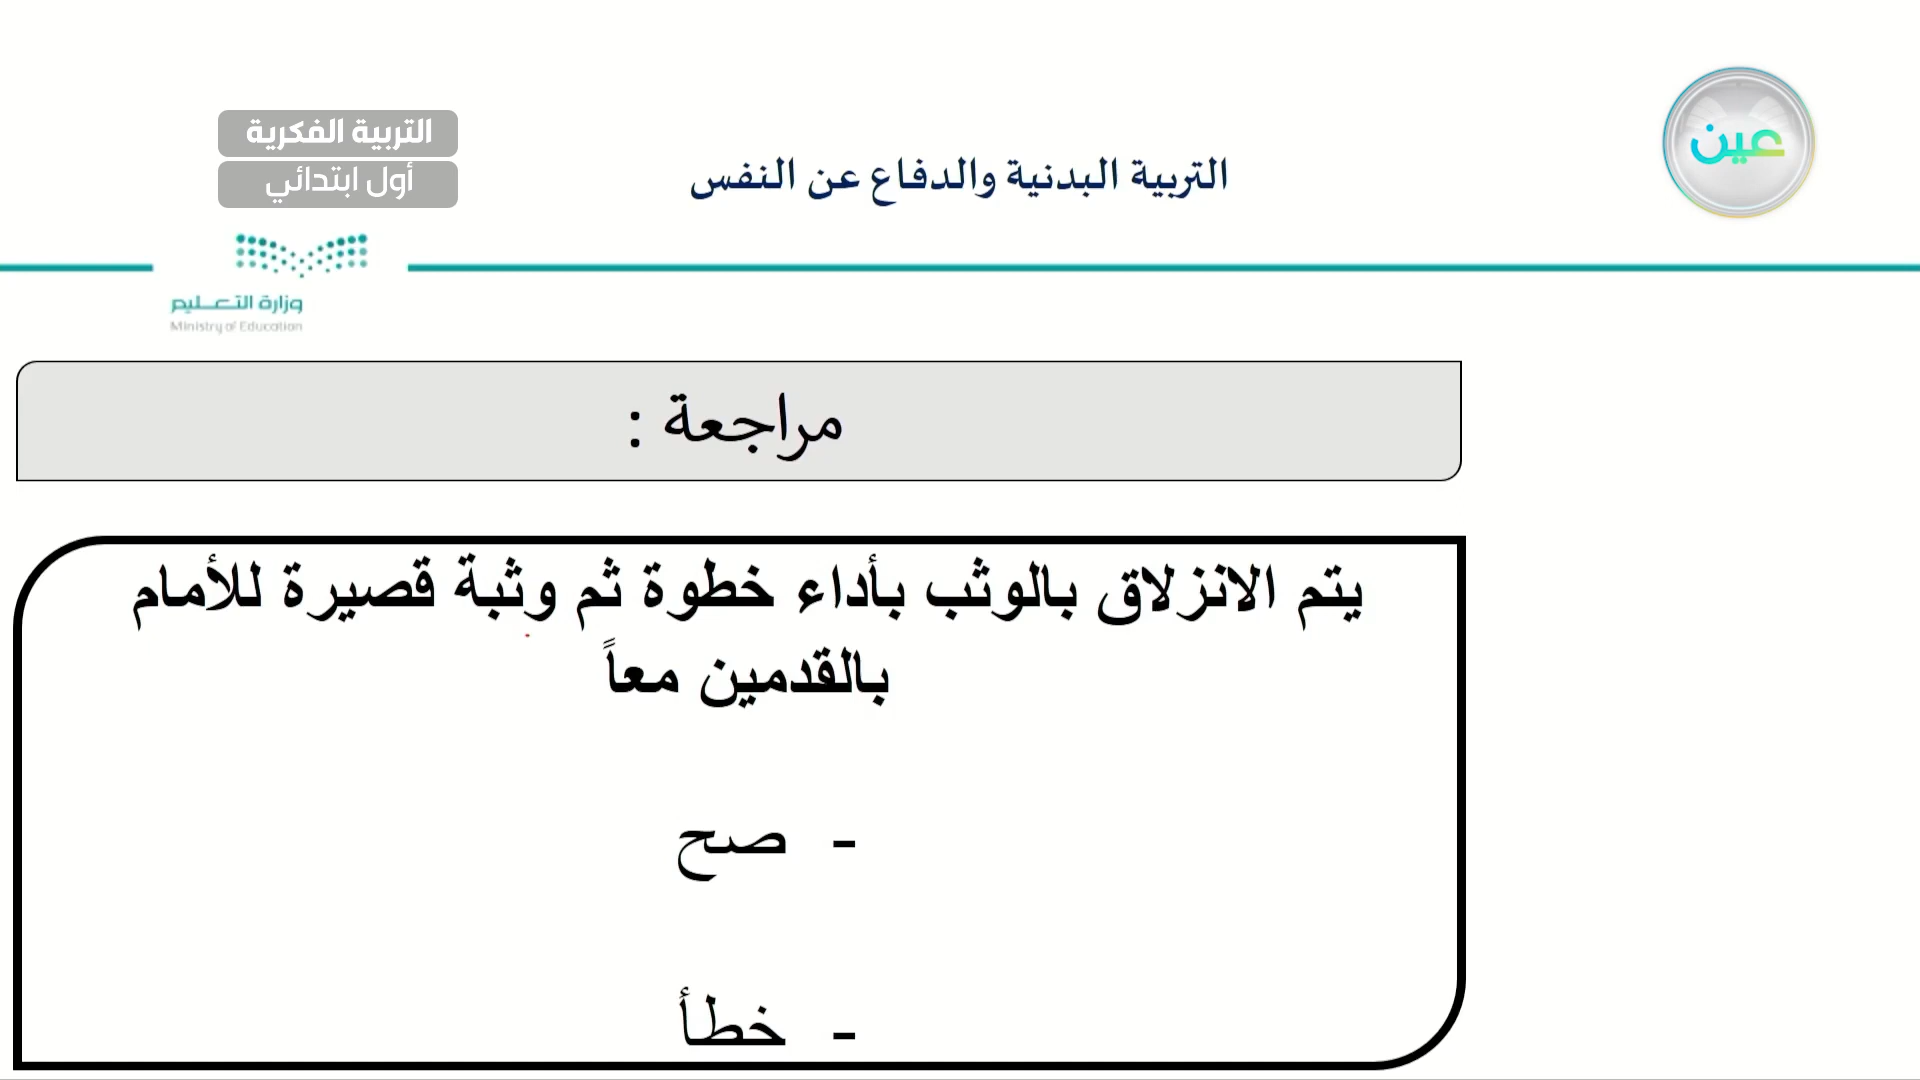 عين
التربية الفكرية
أول ابتدائي
التربية البدنية والدفاع عن النفس
وزارة التعليم
Ministry of Education
مراجعة :
يتم الانزلاق بالوثب بأداء خطوة ثم وثبة قصيرة للأمام
بالقدمين معاً
- صح
- خطأ